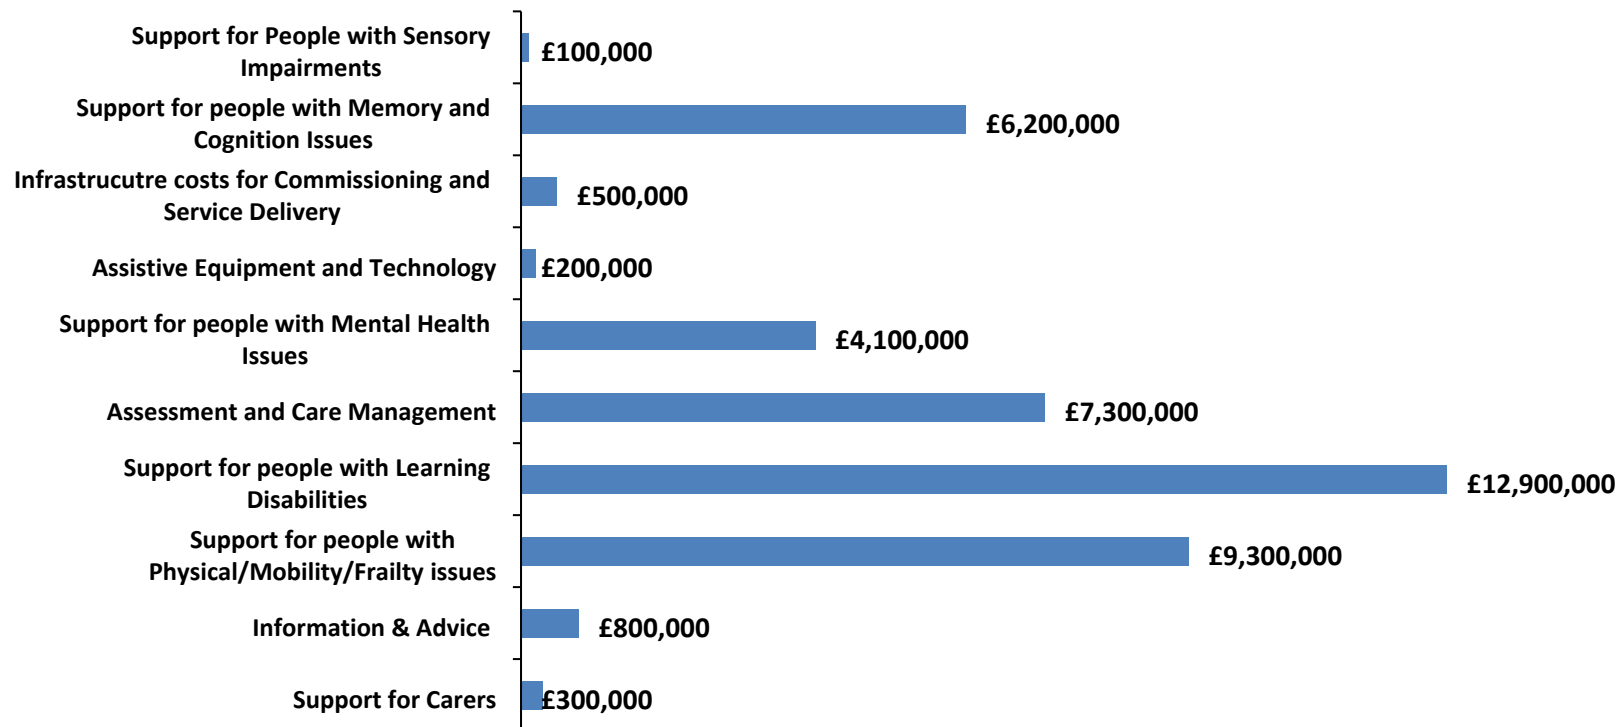 Support for People with Sensory
Impairments
£100,000
Support for people with Memory and
Cognition Issues
£6,200,000
Infrastrucutre costs for Commissioning and
Service Delivery
£500,000
Assistive Equipment and Technology
£200,000
Support for people with Mental Health
Issues
£4,100,000
Assessment and Care Management
£7,300,000
Support for people with Learning
Disabilities
£12,900,000
Support for people with
Physical/Mobility/Frailty issues
£9,300,000
Information & Advice
£800,000
Support for Carers
£300,000